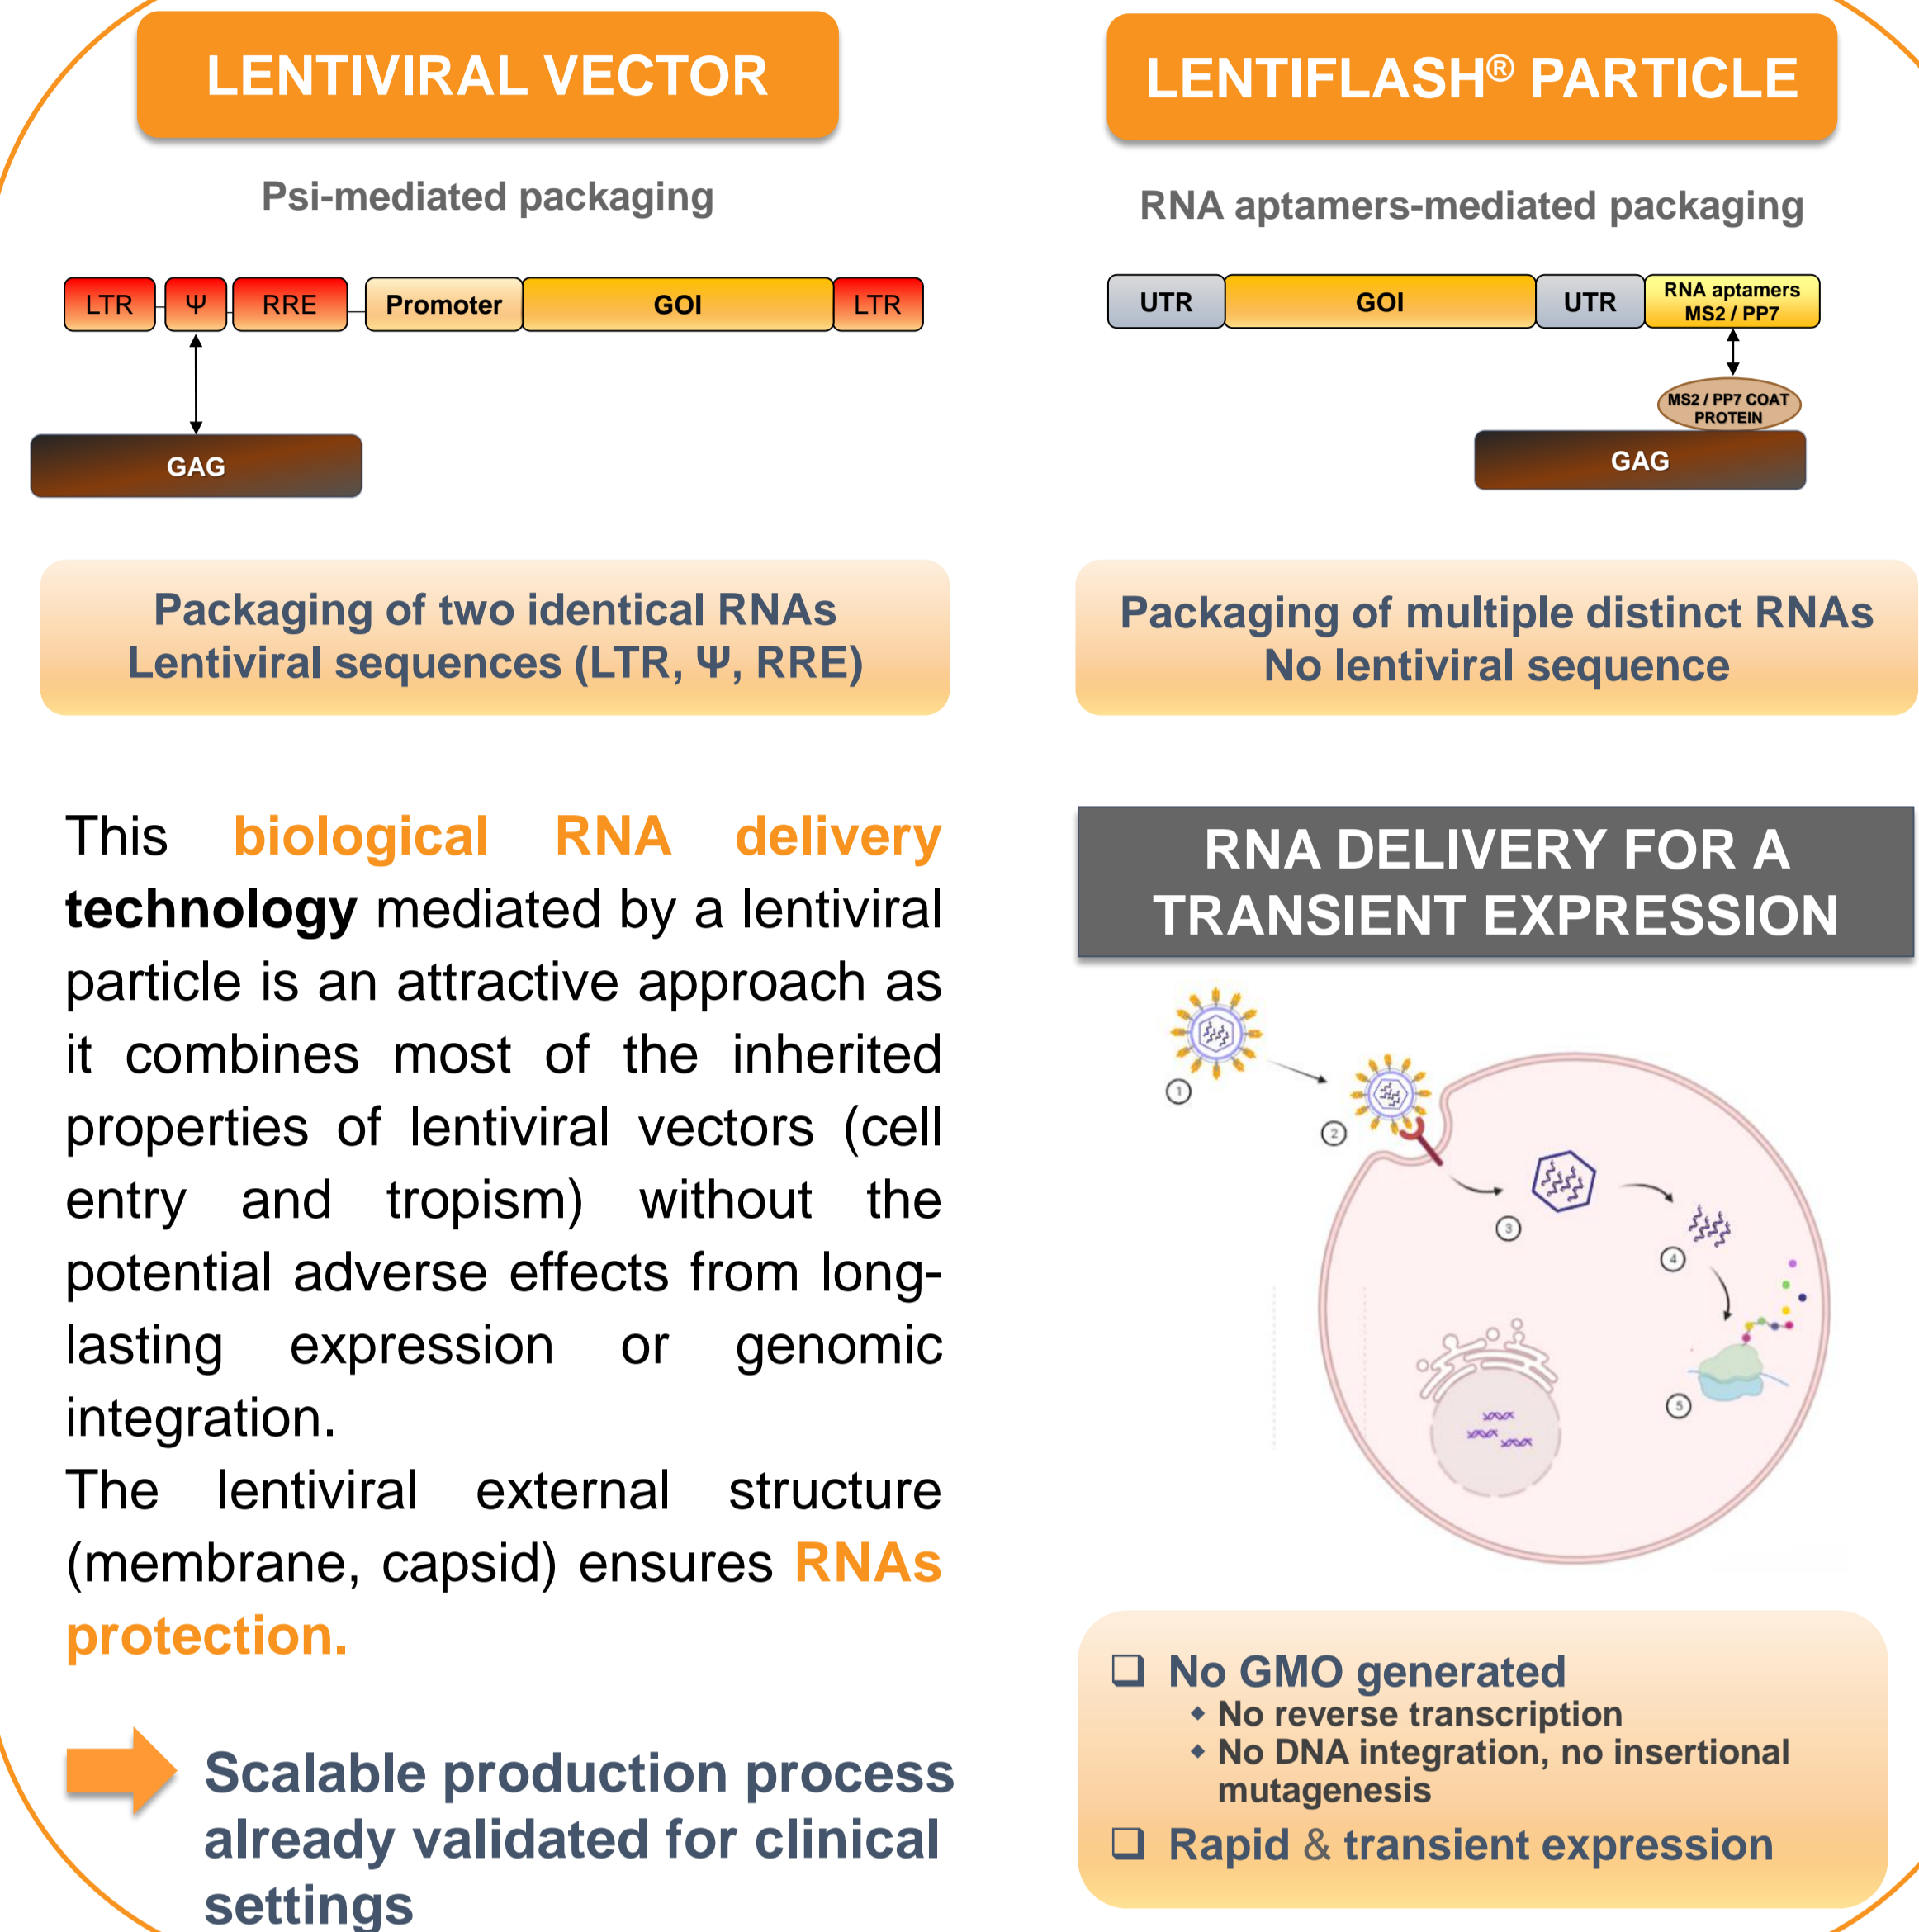 LENTIVIRAL VECTOR
Psi-mediated packaging
LTR Ψ RRE Promoter GOI LTR
GAG
Packaging of two identical RNAs
Lentiviral sequences (LTR, Ψ, RRE)
This biological RNA delivery
technology mediated by a lentiviral
particle is an attractive approach as
it combines most of the inherited
properties of lentiviral vectors (cell
entry and tropism) without the
potential adverse effects from long-
lasting expression or genomic
integration.
The lentiviral external structure
(membrane, capsid) ensures RNAs
protection.
Scalable production process
already validated for clinical
settings
LENTIFLASH® PARTICLE
RNA aptamers-mediated packaging
UTR GOI UTR RNA aptamers
MS2 / PP7
MS2 / PP7 COAT
PROTEIN
GAG
Packaging of multiple distinct RNAs
No lentiviral sequence
RNA DELIVERY FOR A
TRANSIENT EXPRESSION
1
2
3
4
5
❑ No GMO generated
◆ No reverse transcription
◆ No DNA integration, no insertional
mutagenesis
❑ Rapid & transient expression